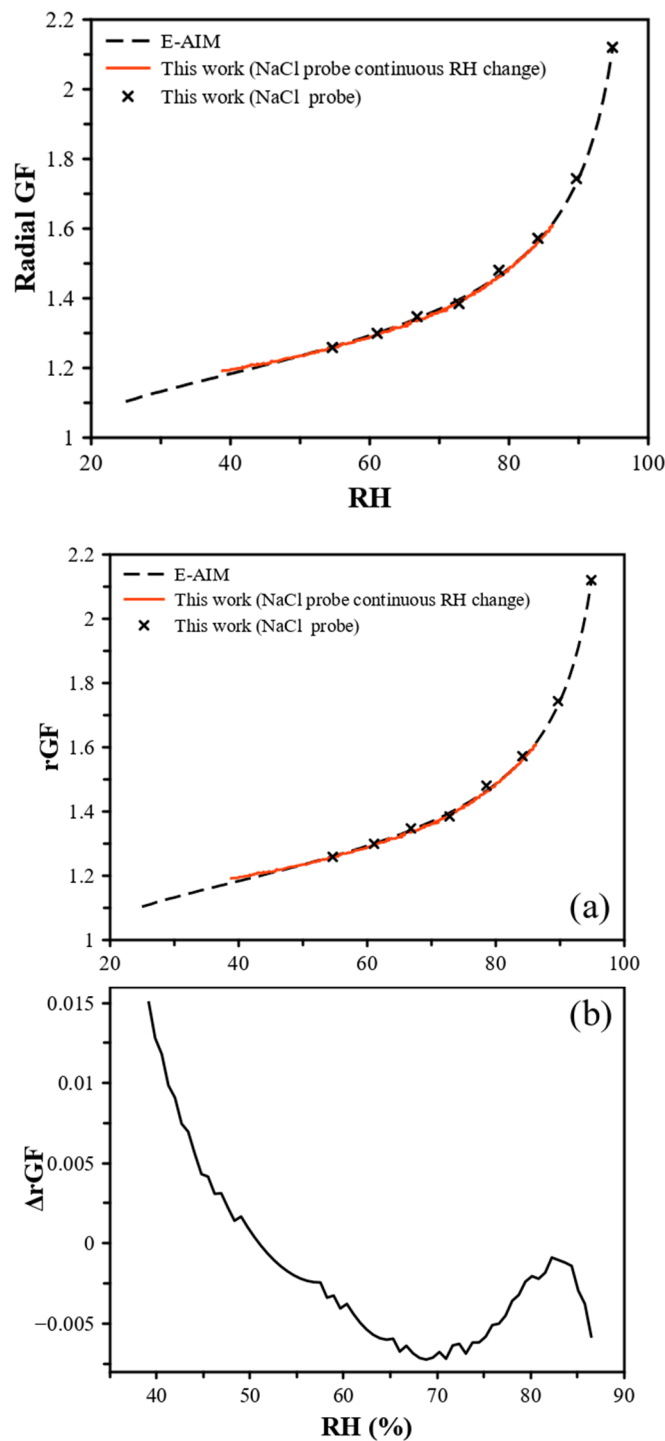 2.2
E-AIM
This work (NaCl probe continuous RH change)
This work (NaCl  probe)
2
1.8
1.6
1.4
1.2
1
Radial GF
20 40 60 80 100
RH
2.2
E-AIM
This work (NaCl probe continuous RH change)
This work (NaCl  probe)
2
1.8
1.6
1.4
1.2
1
rGF
(a)
20 40 60 80 100
0.015
(b)
0.01
0.005
0
−0.005
ΔrGF
40 50 60 70 80 90
RH (%)